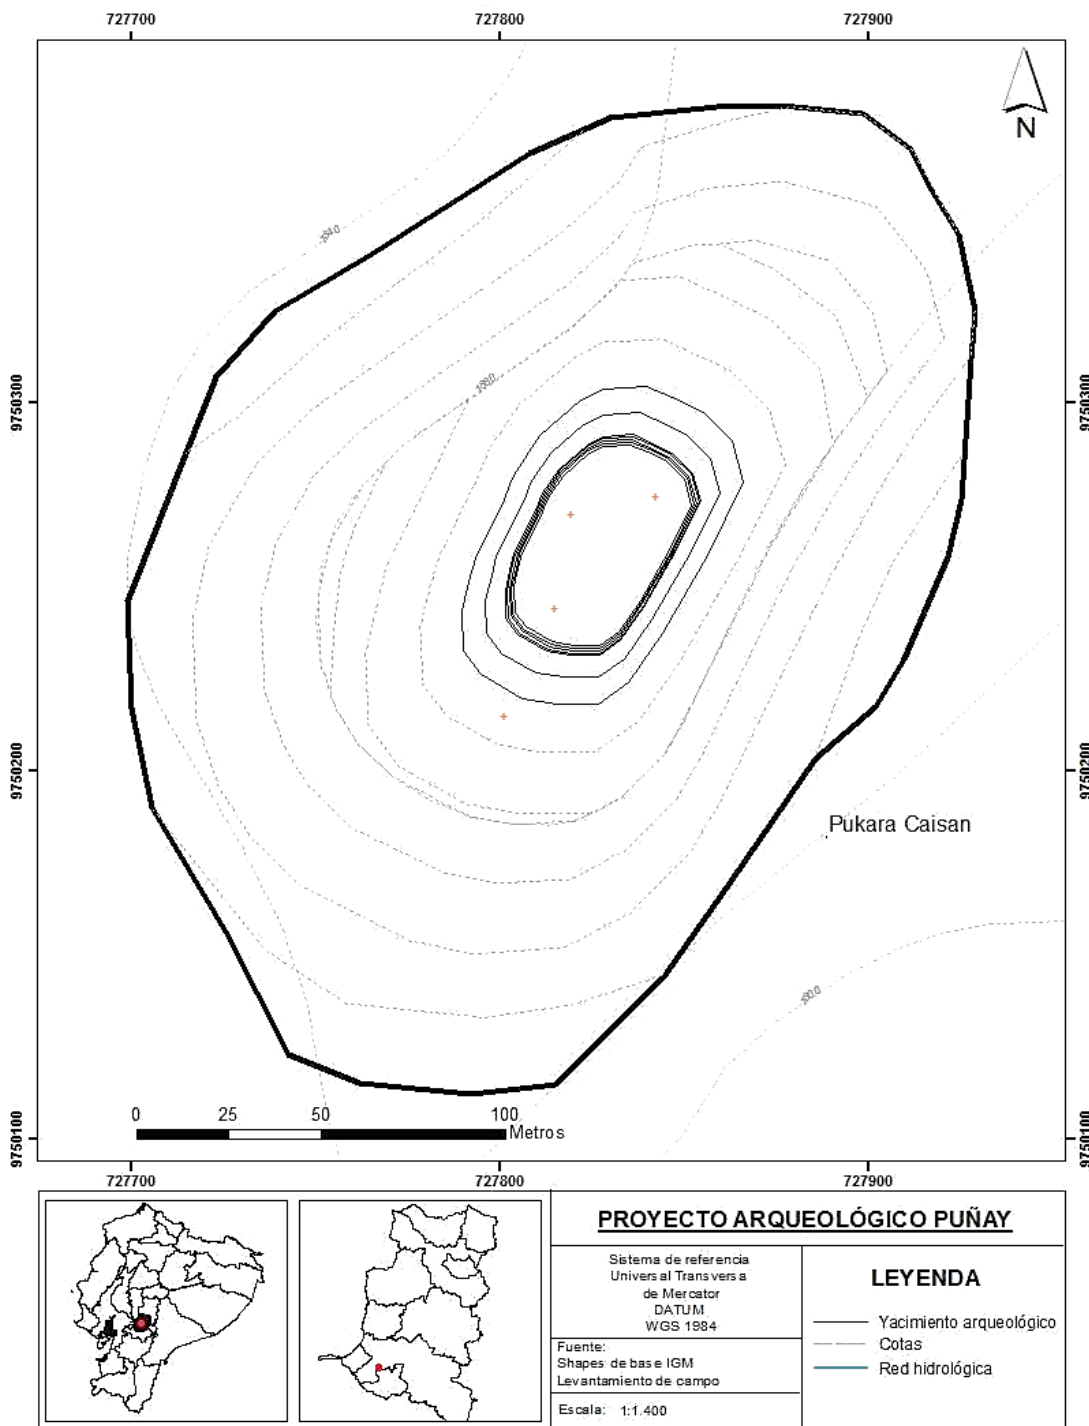 727700 727800 727900
N
9750300 9750300
9750200 9750200
Pukara Caisan
9750100 9750100
0 25 50 100
Metros
727700 727800 727900
PROYECTO ARQUEOLÓGICO PUÑAY
Sistema de referencia
Universal Transversa
de Mercator
DATUM
WGS 1984
Fuente:
Shapes de base IGM
Levantamiento de campo
Escala: 1:1.400
LEYENDA
Yacimiento arqueológico
Cotas
Red hidrológica